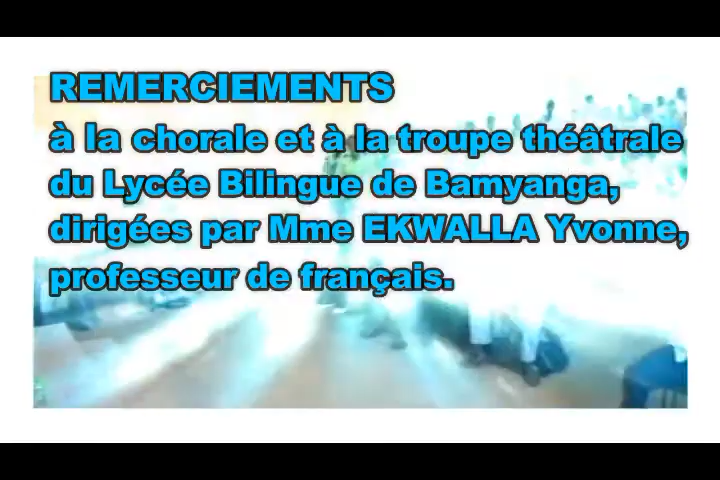 REMERCIEMENTS
à la chorale et à la troupe théâtrale
du Lycée Bilingue de Bamyanga,
dirigées par Mme EKWALLA Yvonne,
professeur de français.